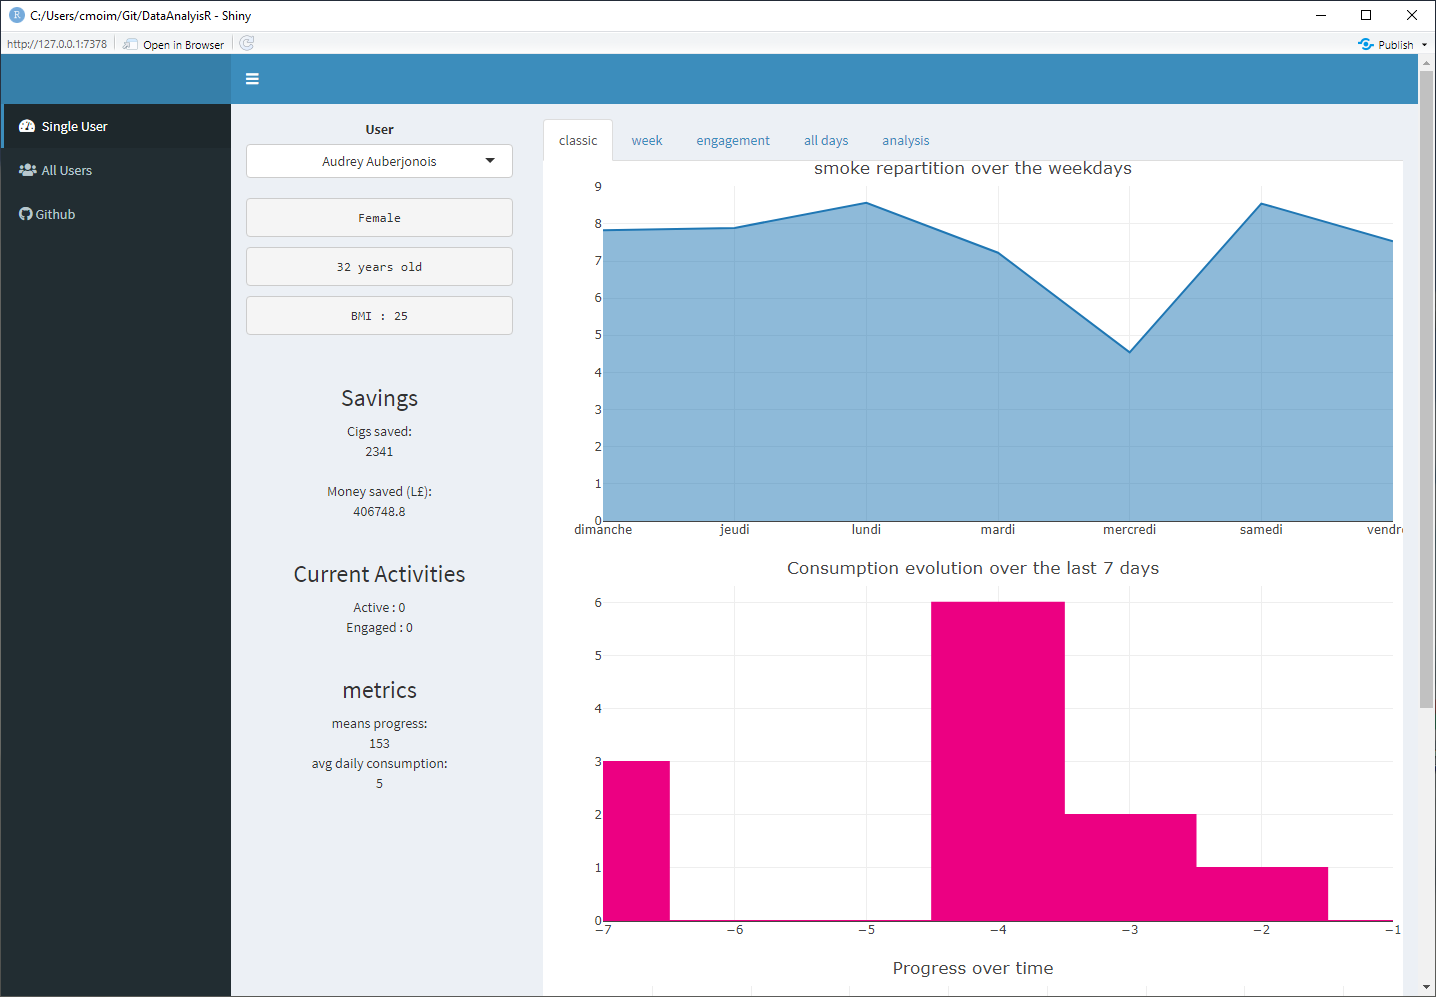 C:/Users/cmoim/Git/DataAnalyisR - Shiny
http://127.0.0.1:7378
Open in Browser
Publish
Single User
All Users
Github
User
Audrey Auberjonois
Female
32 years old
BMI : 25
Savings
Cigs saved:
2341
Money saved (L£):
406748.8
Current Activities
Active : 0
Engaged : 0
metrics
means progress:
153
avg daily consumption:
5
classic week engagement all days analysis
smoke repartition over the weekdays
9
8
7
6
5
4
3
2
1
0
dimanche jeudi lundi mardi mercredi samedi vendre
Consumption evolution over the last 7 days
6
5
4
3
2
1
0
−7 −6 −5 −4 −3 −2 −1
Progress over time